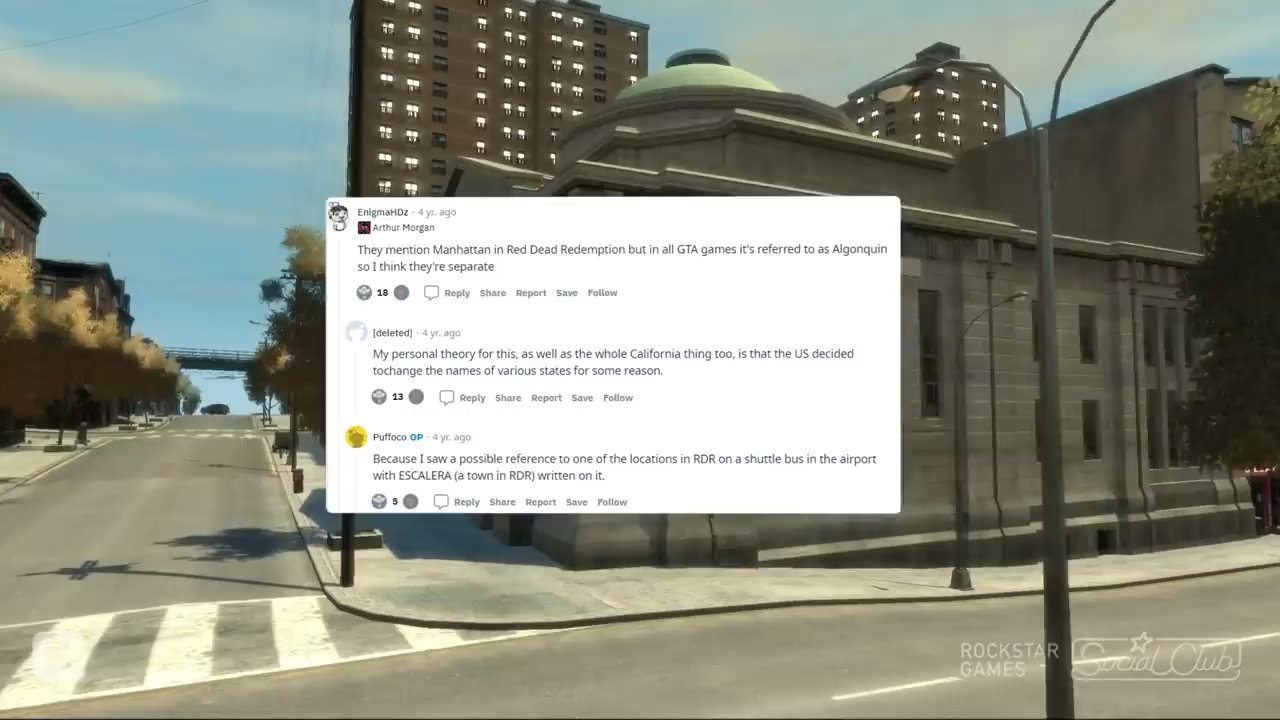 EnigmaHDz · 4 yr. ago
Arthur Morgan
They mention Manhattan in Red Dead Redemption but in all GTA games it's referred to as Algonquin
so I think they're separate
18 Reply Share Report Save Follow
[deleted] · 4 yr. ago
My personal theory for this, as well as the whole California thing too, is that the US decided
tochange the names of various states for some reason.
13 Reply Share Report Save Follow
Puffoco OP · 4 yr. ago
Because I saw a possible reference to one of the locations in RDR on a shuttle bus in the airport
with ESCALERA (a town in RDR) written on it.
5 Reply Share Report Save Follow
ROCKSTAR
GAMES
Social Club